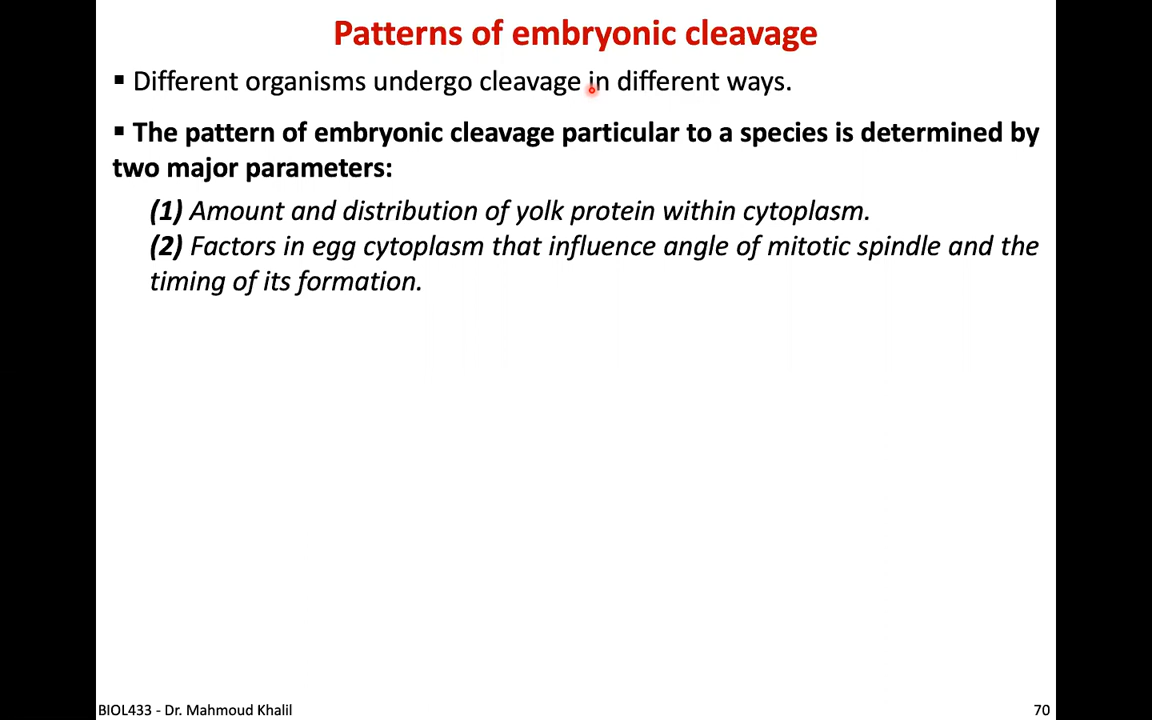 Patterns of embryonic cleavage
▪ Different organisms undergo cleavage in different ways.
▪ The pattern of embryonic cleavage particular to a species is determined by
two major parameters:
(1) Amount and distribution of yolk protein within cytoplasm.
(2) Factors in egg cytoplasm that influence angle of mitotic spindle and the
timing of its formation.
BIOL433 - Dr. Mahmoud Khalil
70